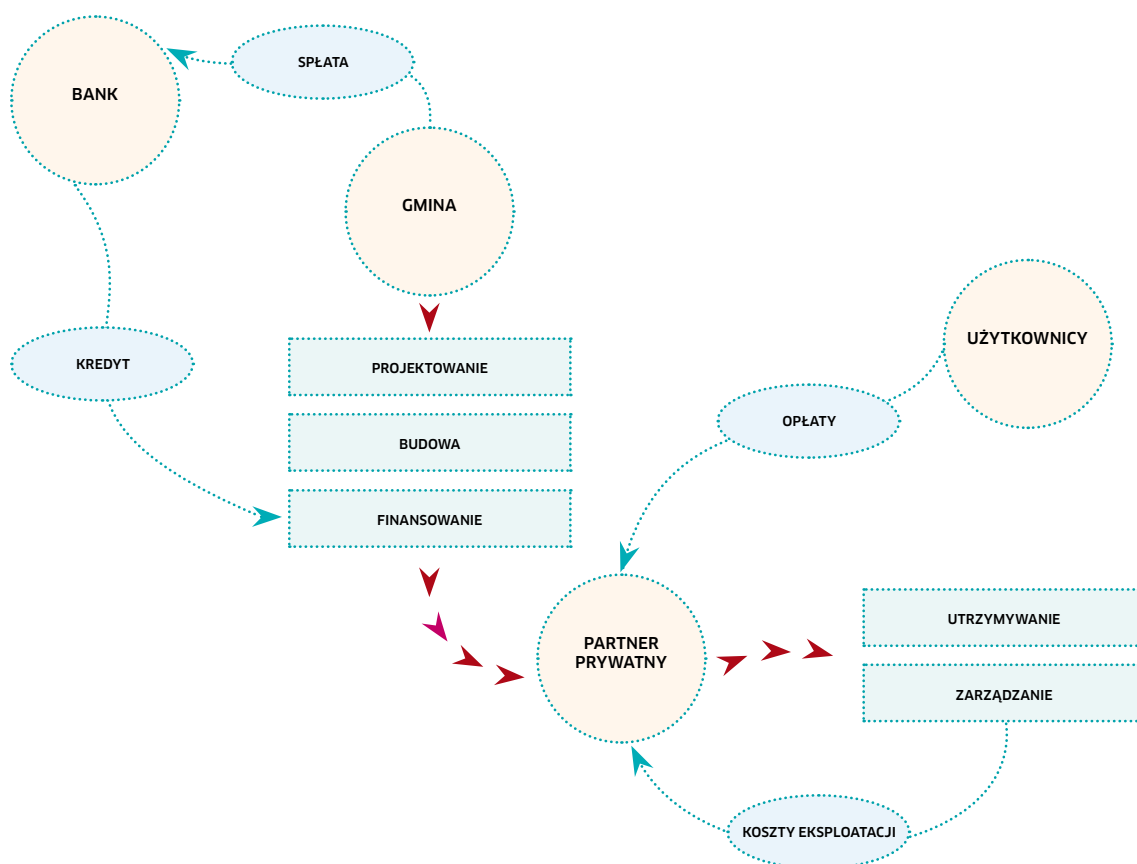 SPŁATA
BANK
GMINA
UŻYTKOWNICY
KREDYT
PROJEKTOWANIE
OPŁATY
BUDOWA
FINANSOWANIE
UTRZYMYWANIE
PARTNER
PRYWATNY
ZARZĄDZANIE
KOSZTY EKSPLOATACJI